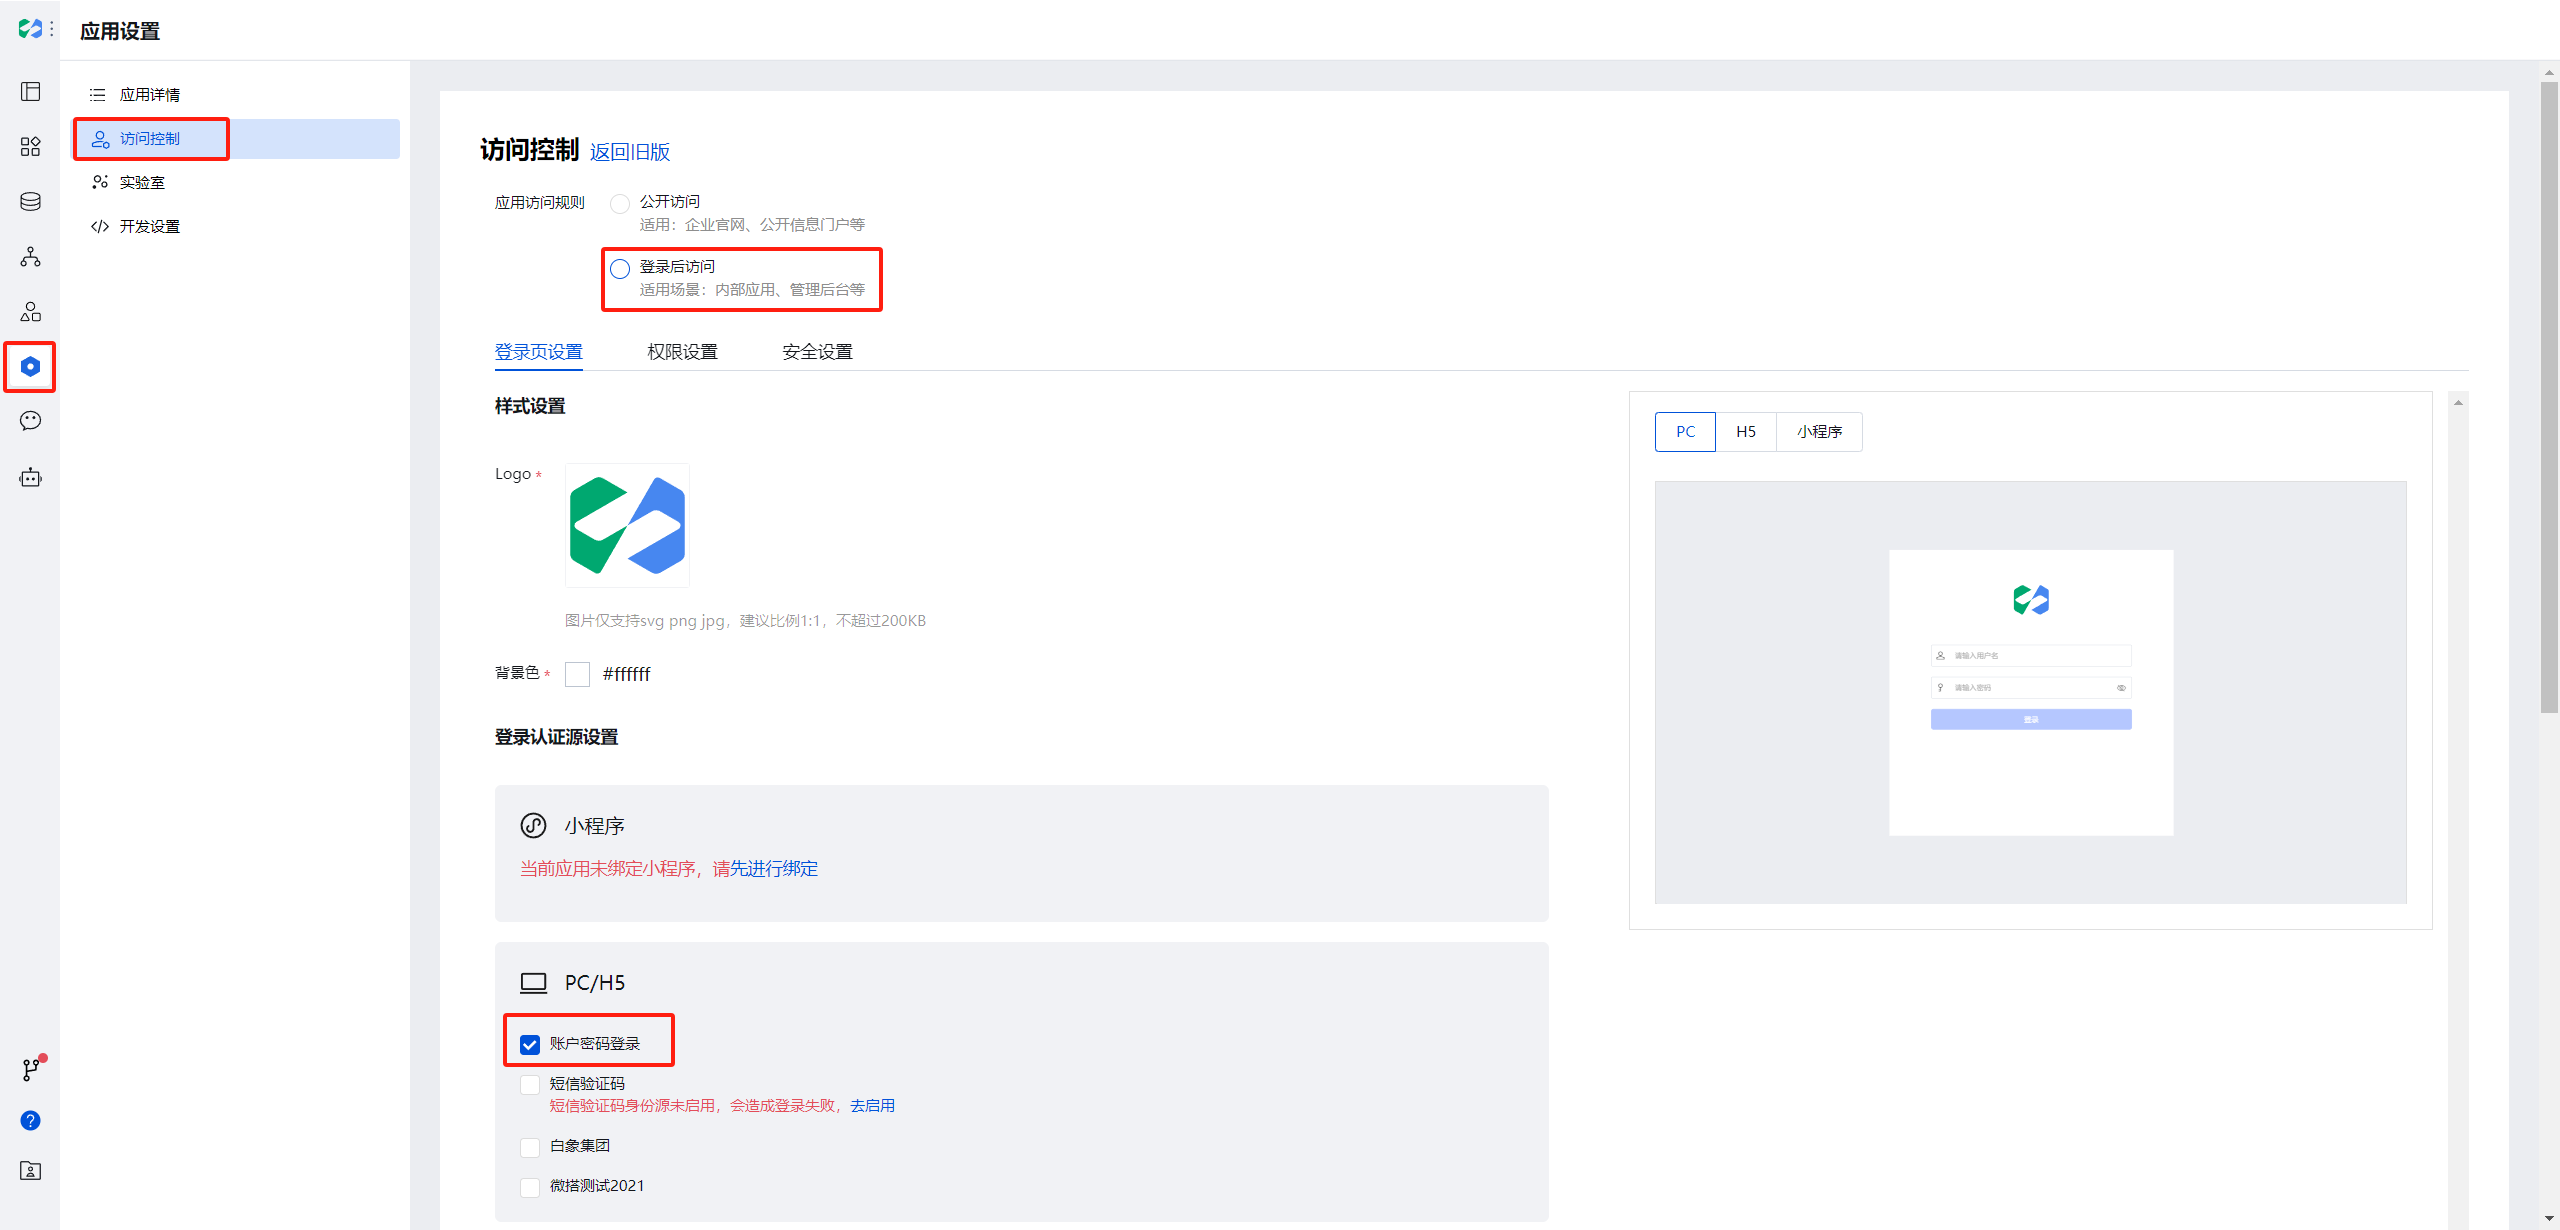 应用设置
应用详情
访问控制
实验室
开发设置
访问控制 返回旧版
应用访问规则
公开访问
适用：企业官网、公开信息门户等
登录后访问
适用场景：内部应用、管理后台等
登录页设置 权限设置 安全设置
样式设置
Logo *
图片仅支持svg png jpg，建议比例1:1，不超过200KB
背景色 * #ffffff
登录认证源设置
小程序
当前应用未绑定小程序，请先进行绑定
PC/H5
账户密码登录
短信验证码
短信验证码身份源未启用，会造成登录失败，去启用
白象集团
微搭测试2021
PC H5 小程序
请输入用户名
请输入密码
登录